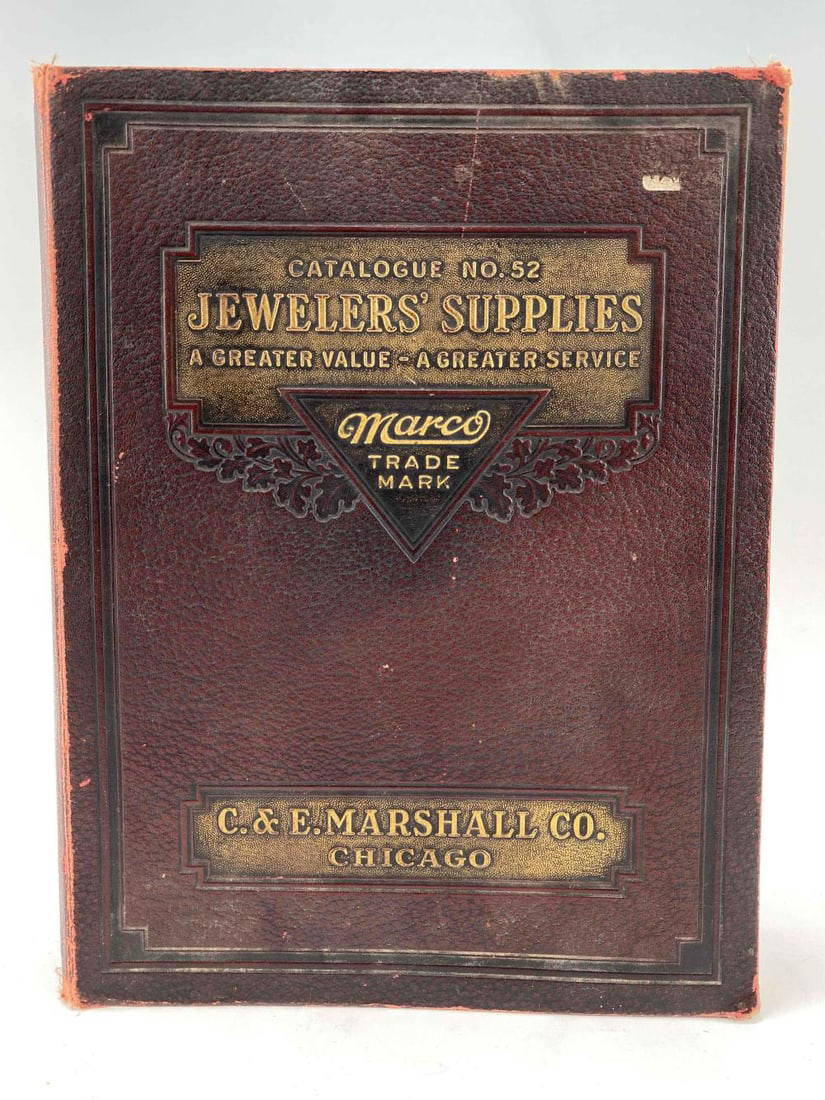 CATALOGUE NO. 52
JEWELERS' SUPPLIES
A GREATER VALUE - A GREATER SERVICE
Marco
TRADE
MARK
C. & E. MARSHALL CO.
CHICAGO